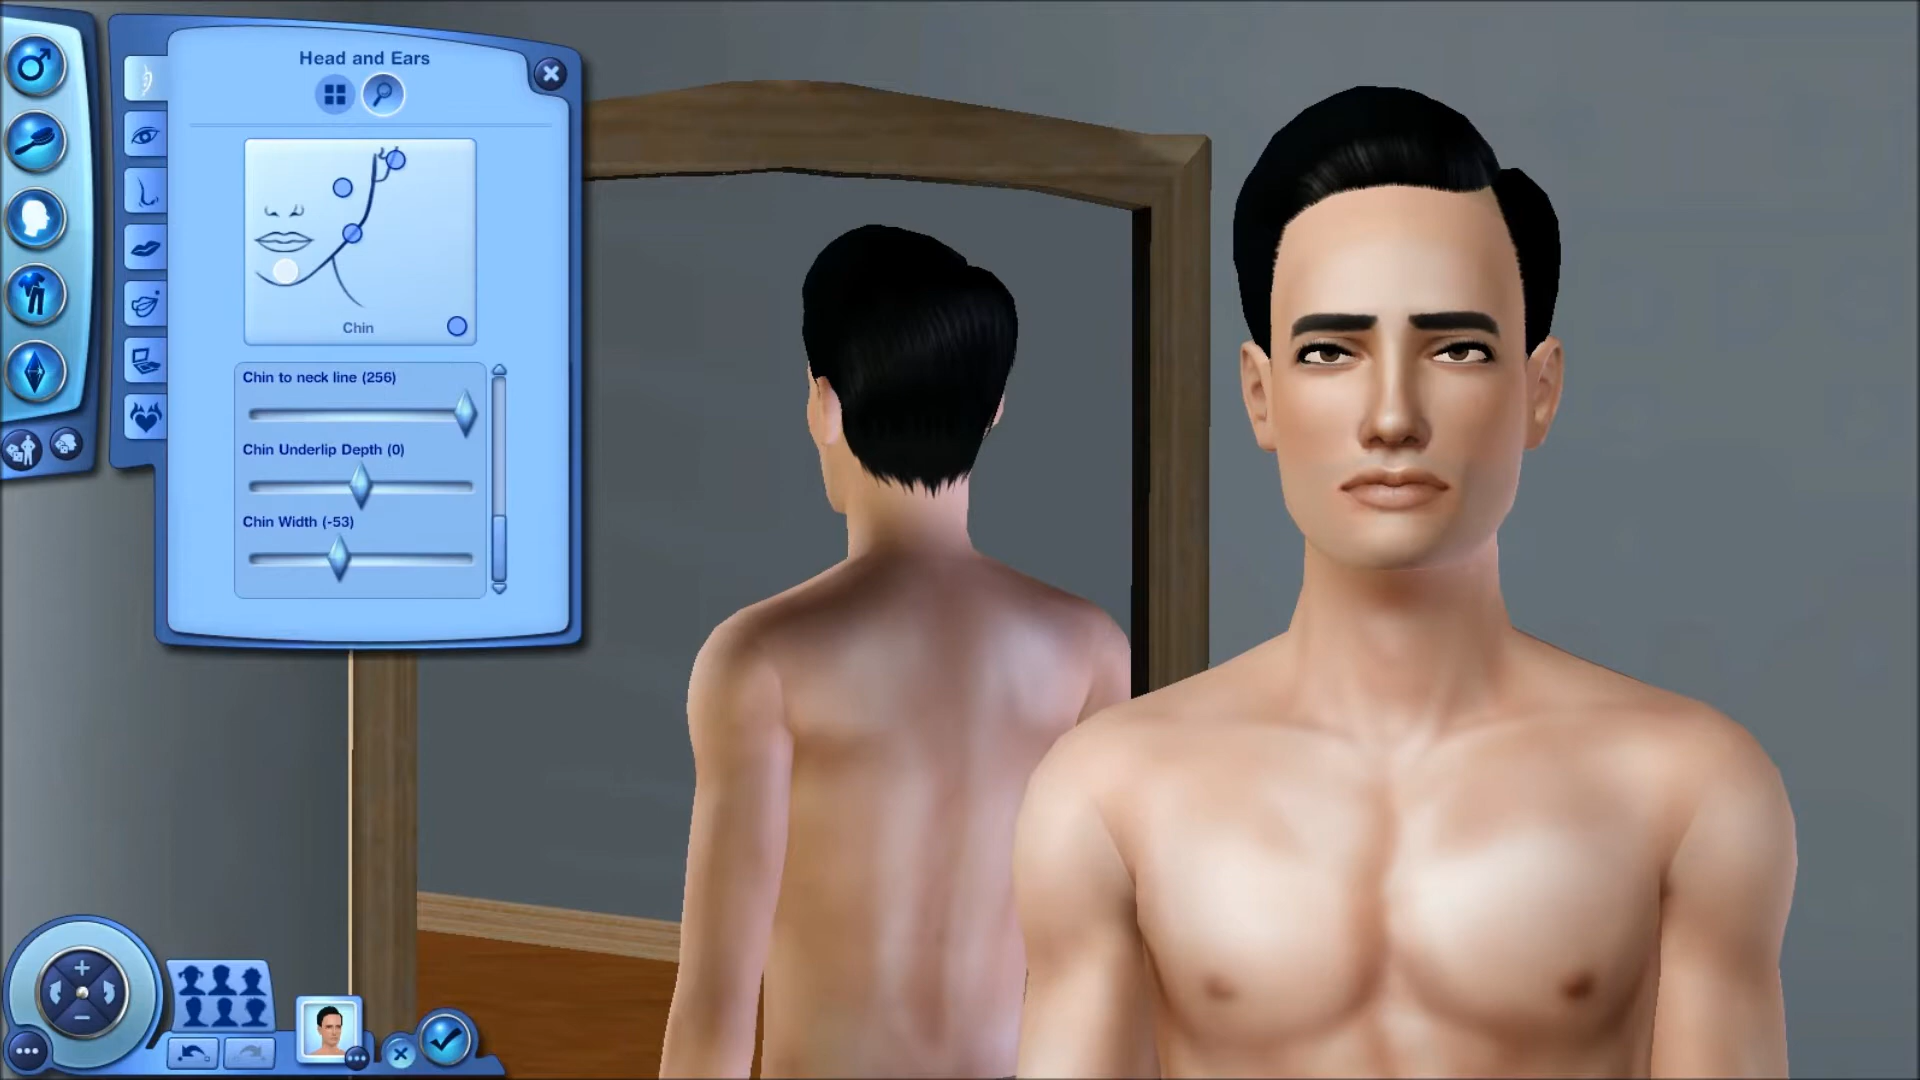 Head and Ears
Chin
Chin to neck line (256)
Chin Underlip Depth (0)
Chin Width (-53)